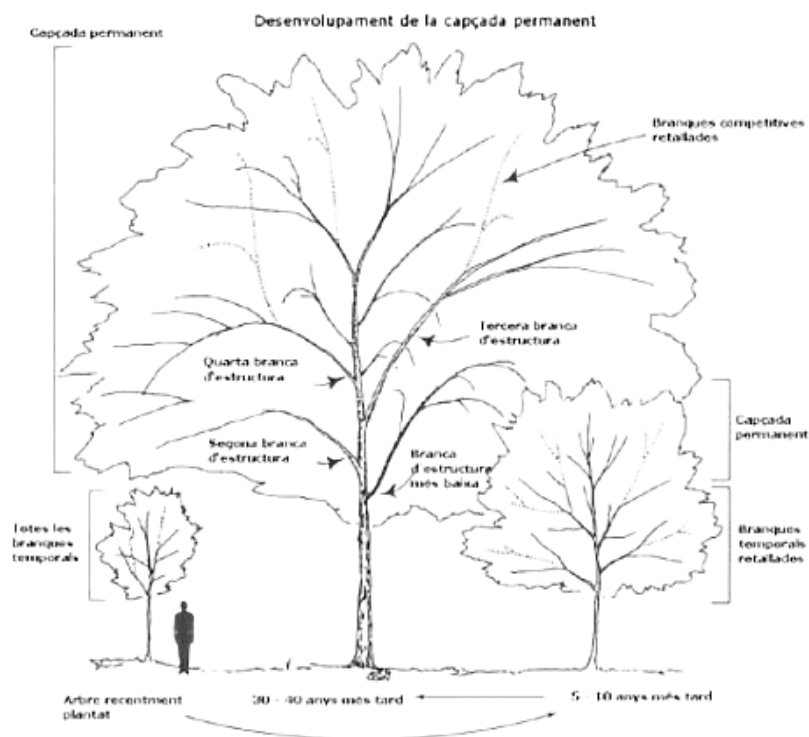 Desenvolupament de la capçada permanent
Capçada permanent
Branques competitives
retallades
Tercera branca
d'estructura
Quarta branca
d'estructura
Segona branca
d'estructura
Branca
d'estructura
més baixa
Capçada
permanent
Totes les
branques
temporals
Branques
temporals
retallades
Arbre recentment
plantat
30 - 40 anys més tard
5 - 10 anys més tard